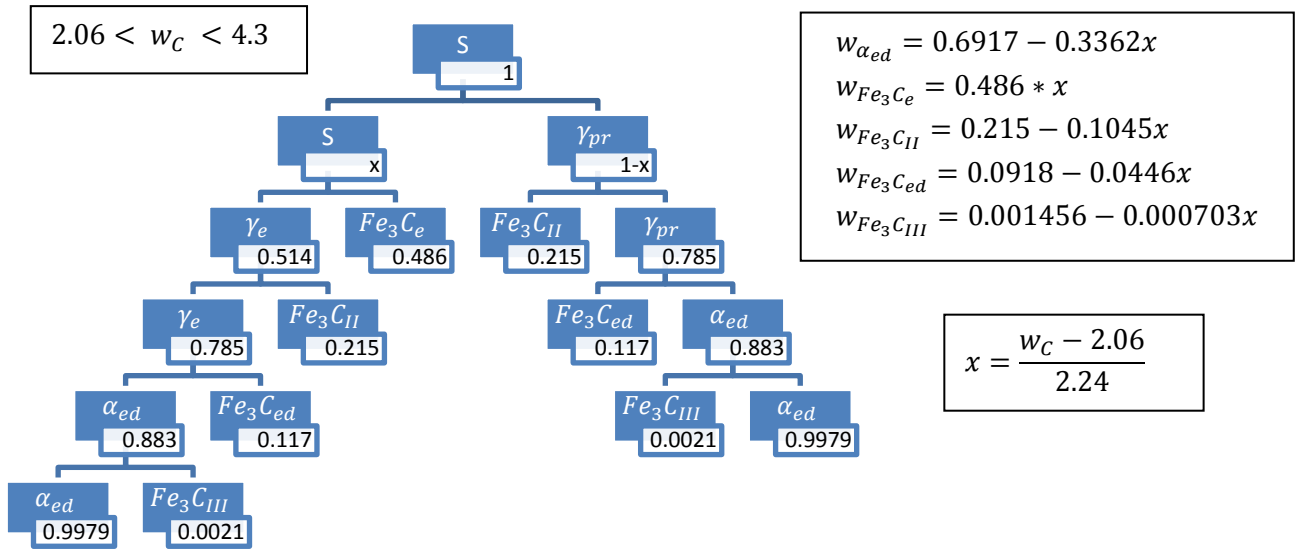 2.06 < w_C < 4.3
S
1
S
x
γ_pr
1-x
γ_e
0.514
Fe_3C_e
0.486
Fe_3C_II
0.215
γ_pr
0.785
γ_e
0.785
Fe_3C_II
0.215
Fe_3C_ed
0.117
α_ed
0.883
α_ed
0.883
Fe_3C_ed
0.117
Fe_3C_III
0.0021
α_ed
0.9979
α_ed
0.9979
Fe_3C_III
0.0021
w_α_ed = 0.6917 − 0.3362x
w_Fe_3C_e = 0.486 * x
w_Fe_3C_II = 0.215 − 0.1045x
w_Fe_3C_ed = 0.0918 − 0.0446x
w_Fe_3C_III = 0.001456 − 0.000703x
x = (w_C − 2.06) / 2.24